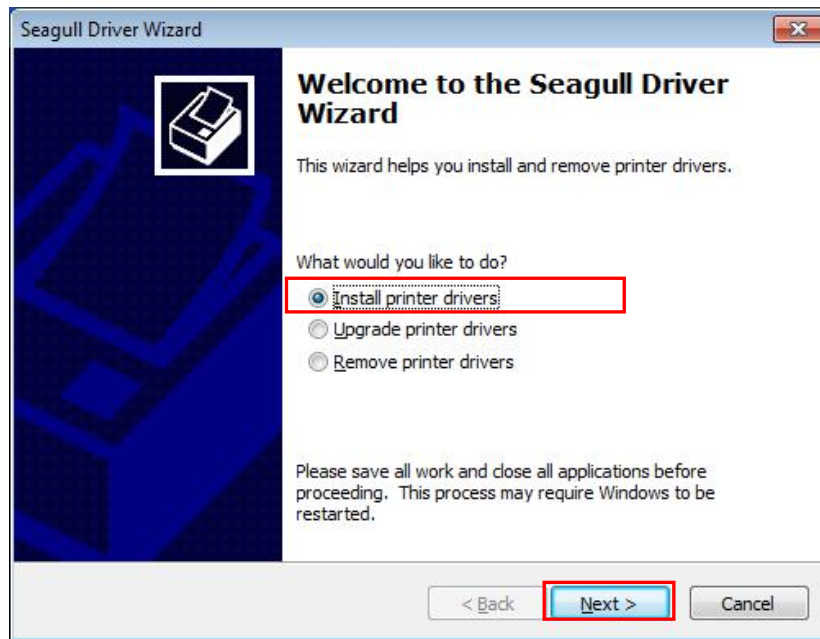 Seagull Driver Wizard
Welcome to the Seagull Driver
Wizard
This wizard helps you install and remove printer drivers.
What would you like to do?
Install printer drivers
Upgrade printer drivers
Remove printer drivers
Please save all work and close all applications before
proceeding.  This process may require Windows to be
restarted.
< Back Next > Cancel